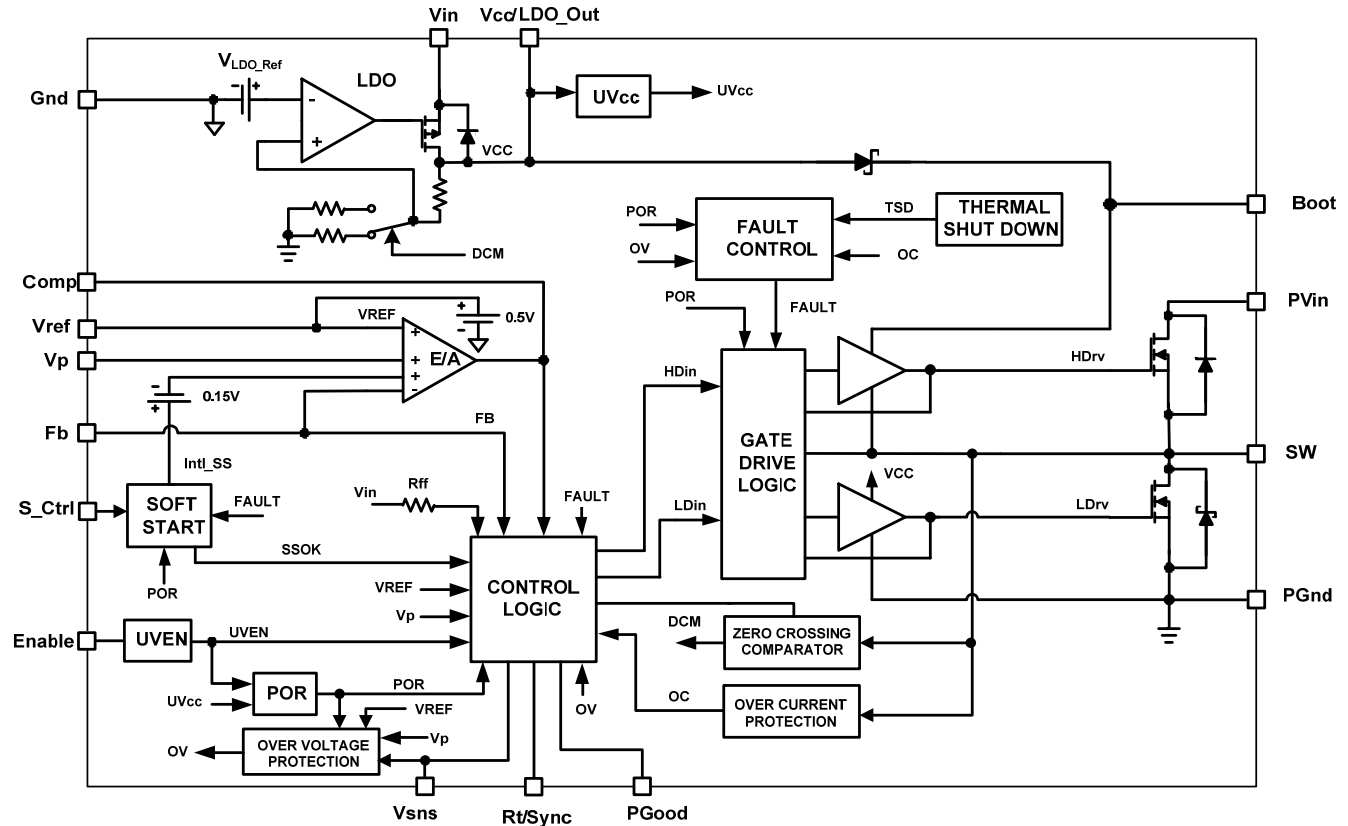 Vin
Vcc/LDO_Out
VLDO_Ref
- +
LDO
Gnd
-
+
UVcc
UVcc
VCC
DCM
POR
OV
FAULT
CONTROL
TSD
THERMAL
SHUT DOWN
OC
Boot
Comp
Vref
VREF
+
-
0.5V
POR
FAULT
PVin
Vp
+
+
+
-
E/A
-
+
0.15V
HDin
HDrv
Fb
FB
GATE
DRIVE
LOGIC
SW
Intl_SS
VCC
S_Ctrl
SOFT
START
FAULT
Vin
Rff
FAULT
LDin
LDrv
SSOK
POR
VREF
Vp
CONTROL
LOGIC
PGnd
Enable
UVEN
UVEN
DCM
ZERO CROSSING
COMPARATOR
UVcc
POR
POR
OV
OC
OVER CURRENT
PROTECTION
VREF
Vp
OV
OVER VOLTAGE
PROTECTION
Vsns
Rt/Sync
PGood